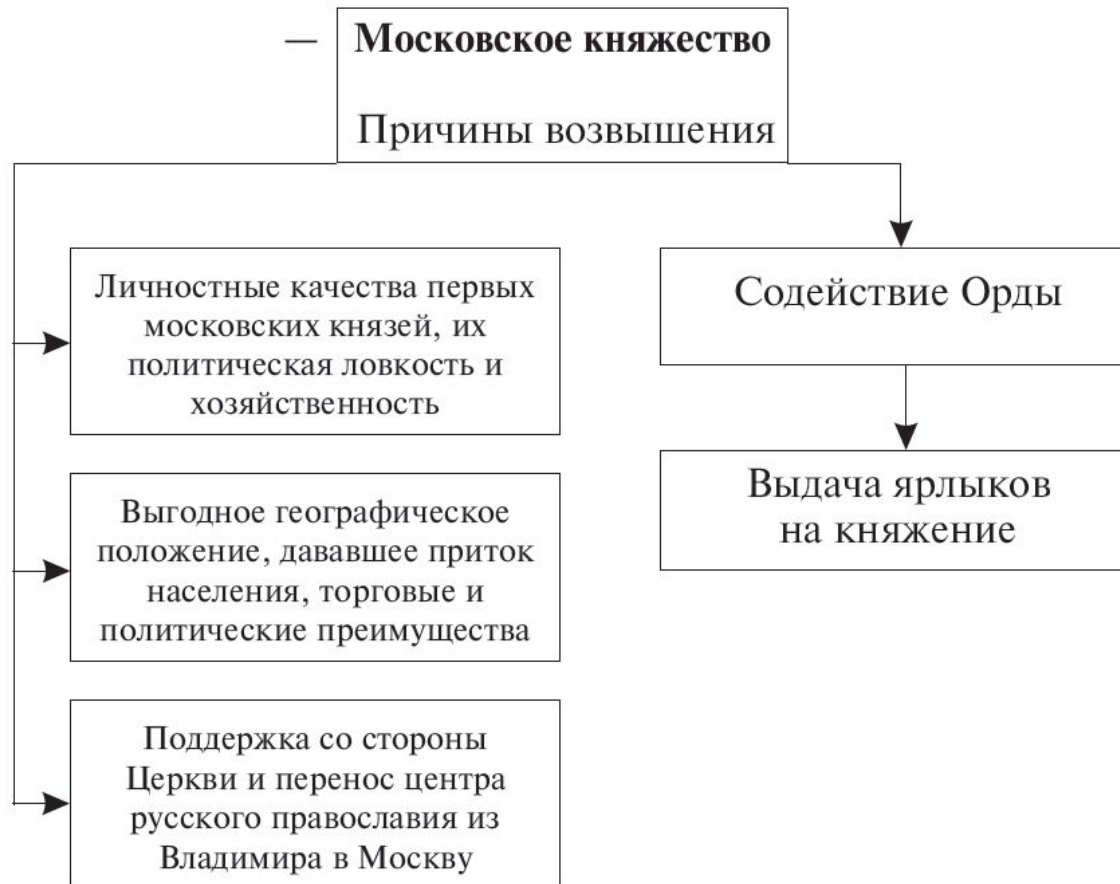 — Московское княжество
Причины возвышения
Личностные качества первых
московских князей, их
политическая ловкость и
хозяйственность
Выгодное географическое
положение, дававшее приток
населения, торговые и
политические преимущества
Поддержка со стороны
Церкви и перенос центра
русского православия из
Владимира в Москву
Содействие Орды
Выдача ярлыков
на княжение